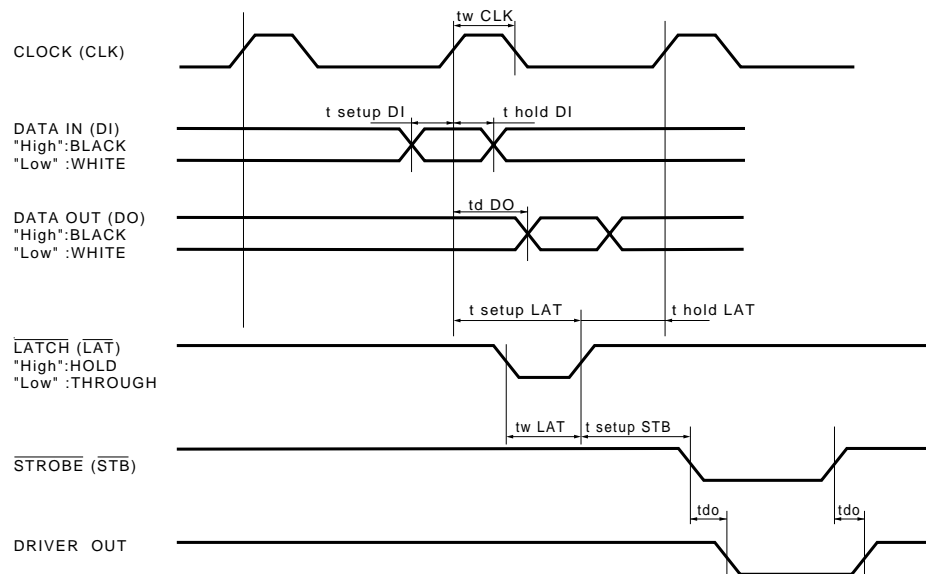 tw CLK
CLOCK (CLK)
t setup DI
t hold DI
DATA IN (DI)
"High":BLACK
"Low" :WHITE
td DO
DATA OUT (DO)
"High":BLACK
"Low" :WHITE
t setup LAT
t hold LAT
LATCH (LAT)
"High":HOLD
"Low" :THROUGH
tw LAT
t setup STB
STROBE (STB)
tdo
tdo
DRIVER OUT